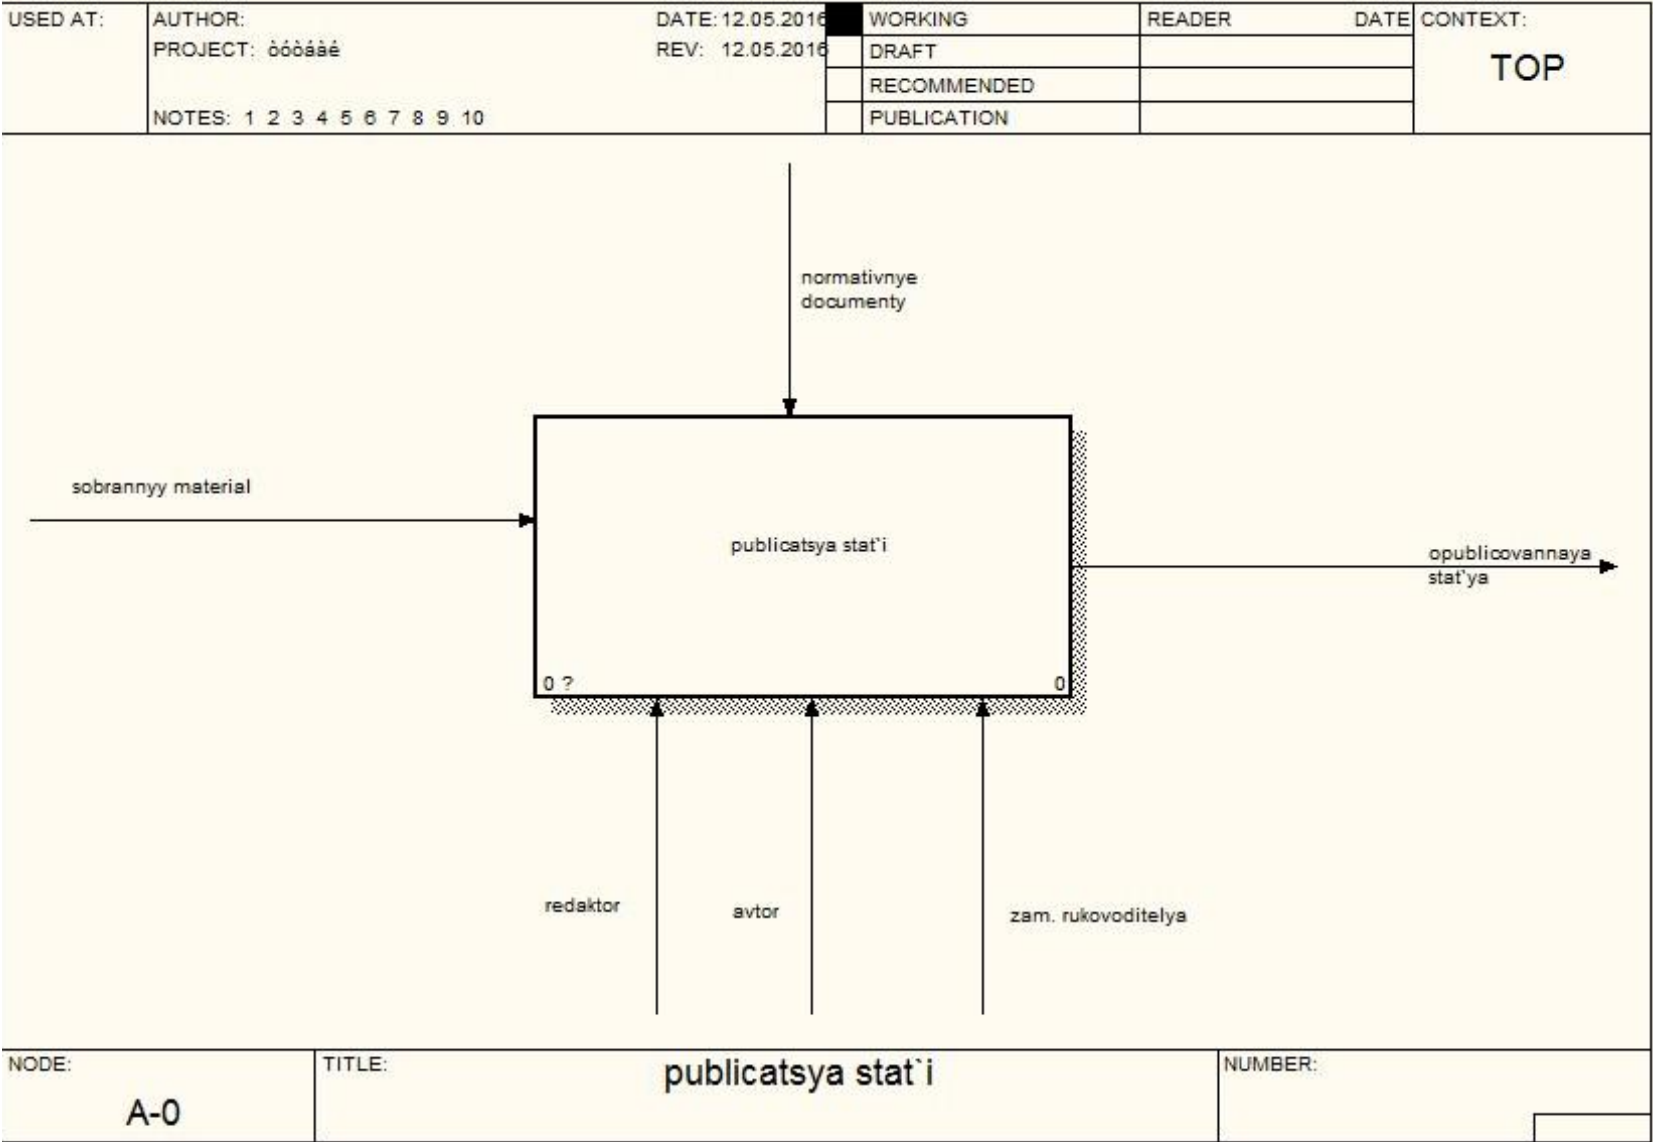 USED AT:
AUTHOR:
DATE: 12.05.2016
PROJECT: òóòáàé
REV: 12.05.2016
NOTES: 1 2 3 4 5 6 7 8 9 10
WORKING
DRAFT
RECOMMENDED
PUBLICATION
READER DATE
CONTEXT:
TOP
normativnye
documenty
sobrannyy material
publicatsya stat`i
opublicovannaya
stat`ya
0 ?
0
redaktor
avtor
zam. rukovoditelya
NODE:
A-0
TITLE:
publicatsya stat`i
NUMBER: